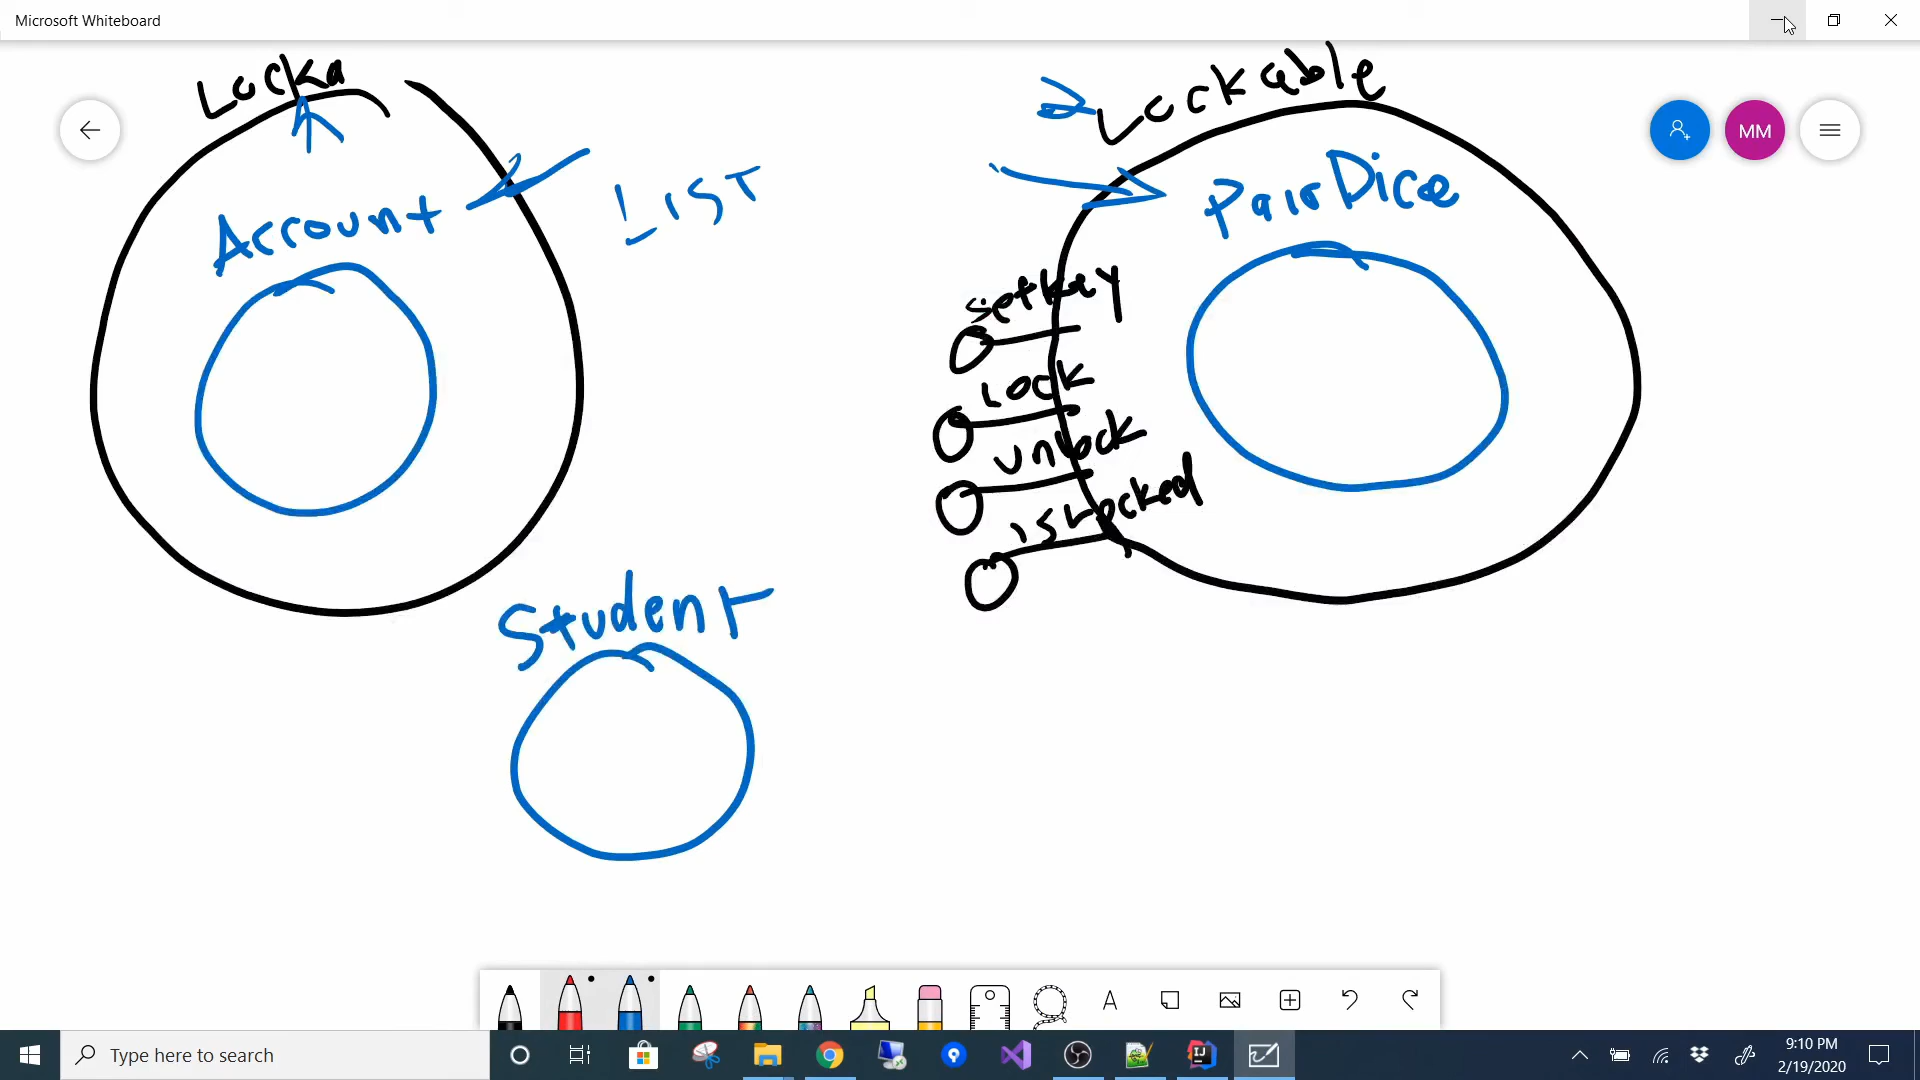 Microsoft Whiteboard
Locka
Lockable
MM
Account
LIST
PairDice
setkey
Lock
unlock
isLocked
Student
A
Type here to search
9:10 PM
2/19/2020